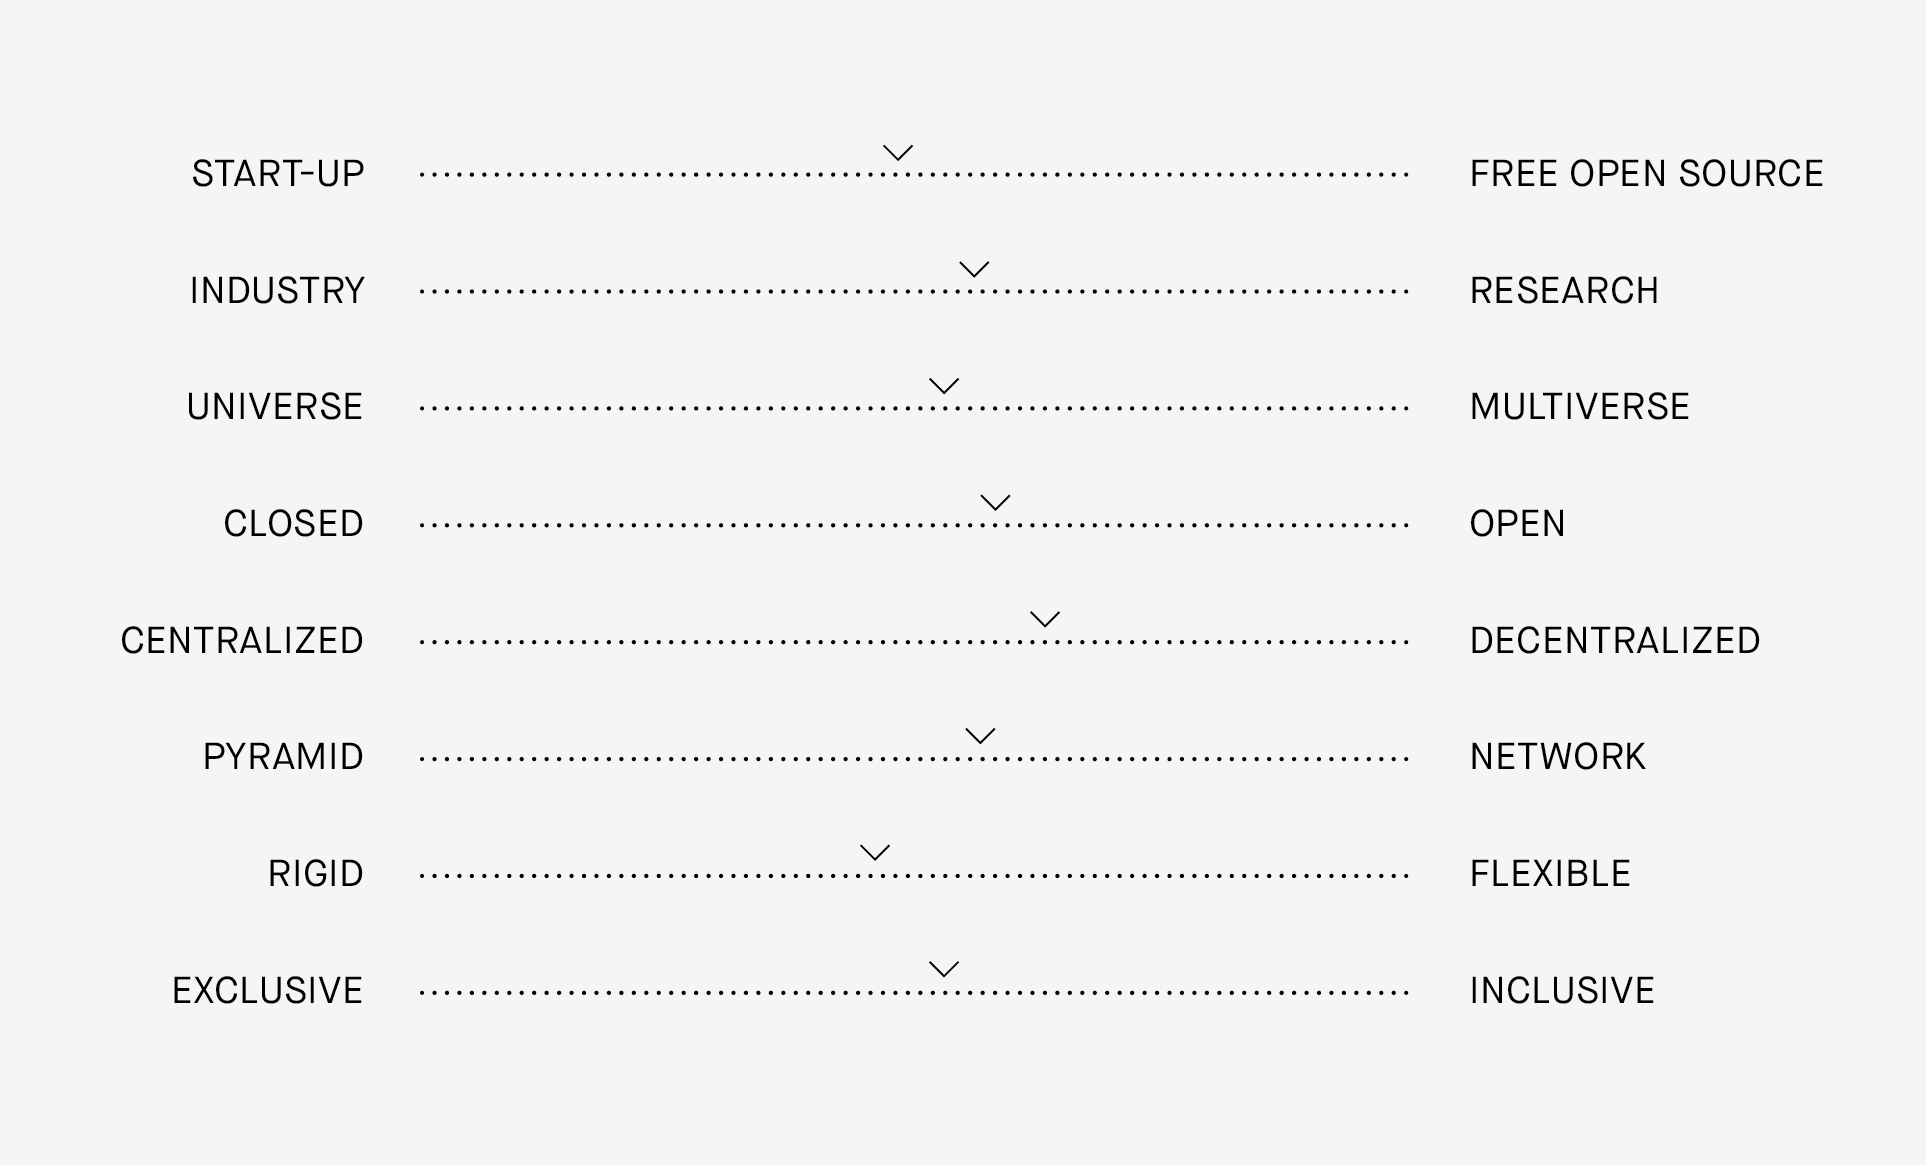 START-UP FREE OPEN SOURCE
INDUSTRY RESEARCH
UNIVERSE MULTIVERSE
CLOSED OPEN
CENTRALIZED DECENTRALIZED
PYRAMID NETWORK
RIGID FLEXIBLE
EXCLUSIVE INCLUSIVE